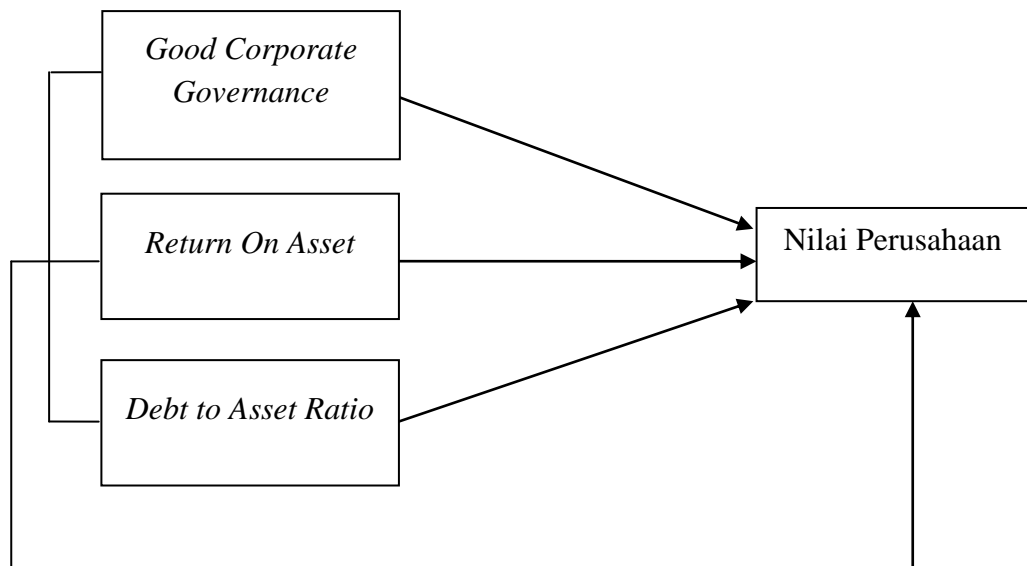 Good Corporate
Governance
Return On Asset
Nilai Perusahaan
Debt to Asset Ratio